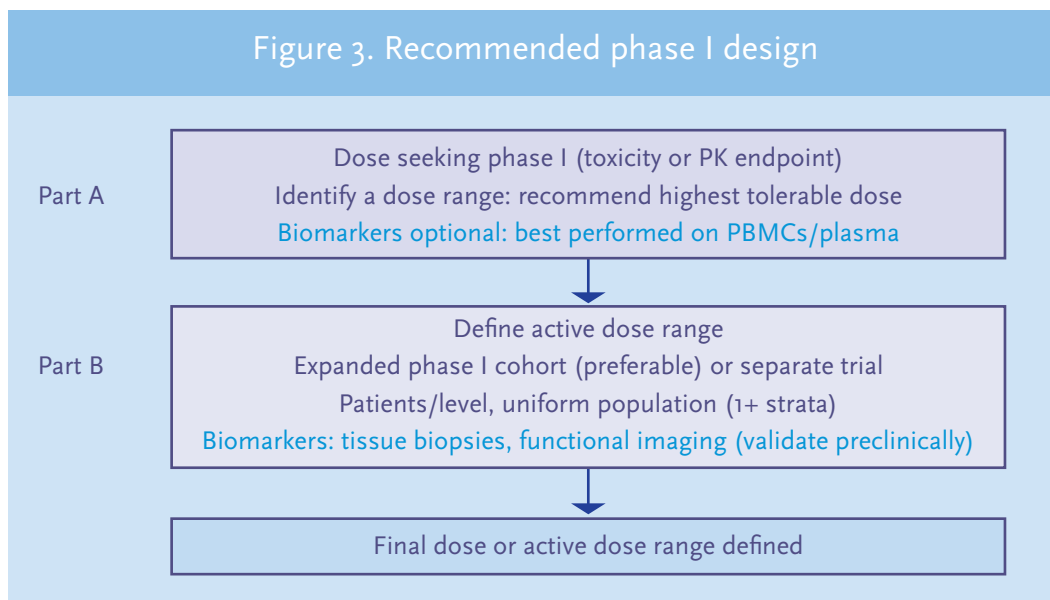 Figure 3. Recommended phase I design
Part A
Dose seeking phase I (toxicity or PK endpoint)
Identify a dose range: recommend highest tolerable dose
Biomarkers optional: best performed on PBMCs/plasma
Part B
Define active dose range
Expanded phase I cohort (preferable) or separate trial
Patients/level, uniform population (1+ strata)
Biomarkers: tissue biopsies, functional imaging (validate preclinically)
Final dose or active dose range defined